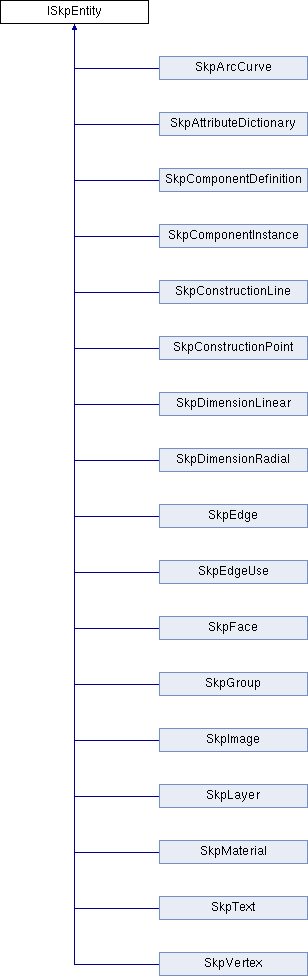 ISkpEntity
SkpArcCurve
SkpAttributeDictionary
SkpComponentDefinition
SkpComponentInstance
SkpConstructionLine
SkpConstructionPoint
SkpDimensionLinear
SkpDimensionRadial
SkpEdge
SkpEdgeUse
SkpFace
SkpGroup
SkpImage
SkpLayer
SkpMaterial
SkpText
SkpVertex